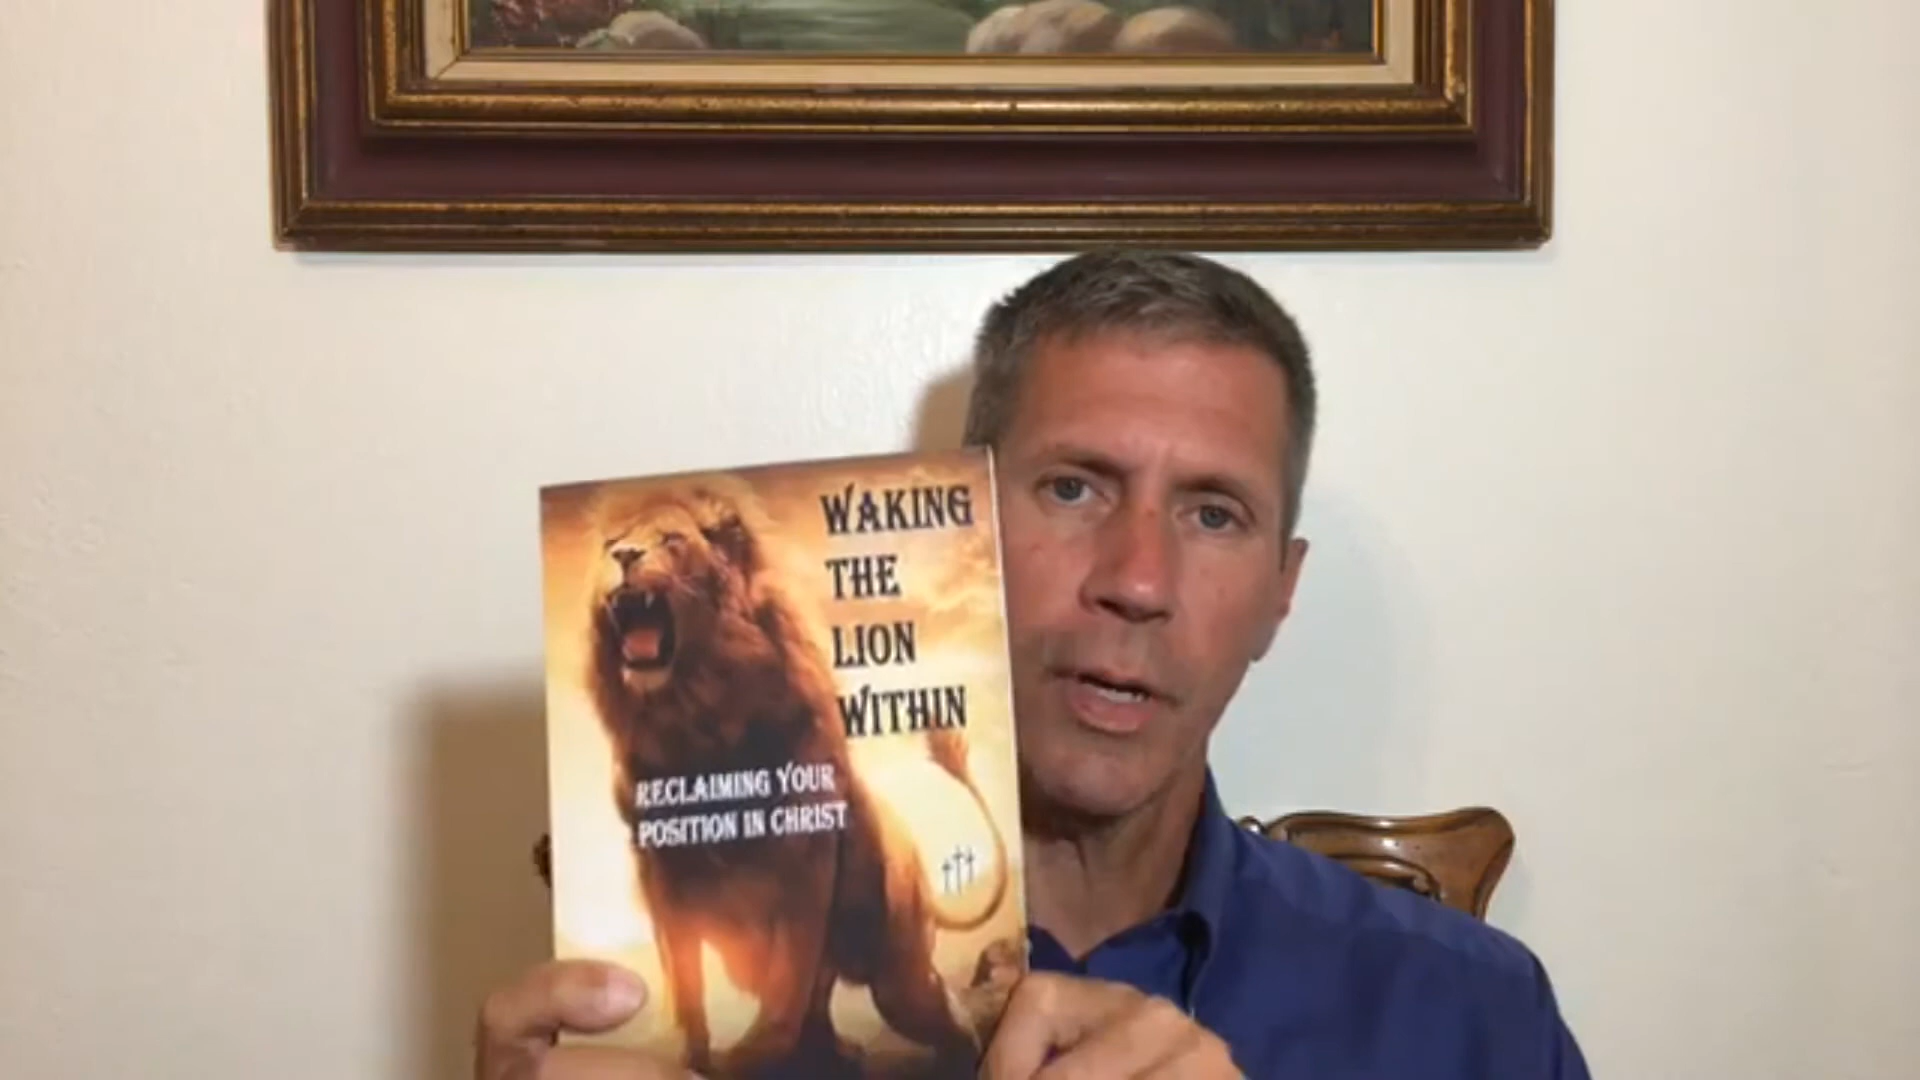 WAKING
THE
LION
WITHIN
RECLAIMING YOUR
POSITION IN CHRIST